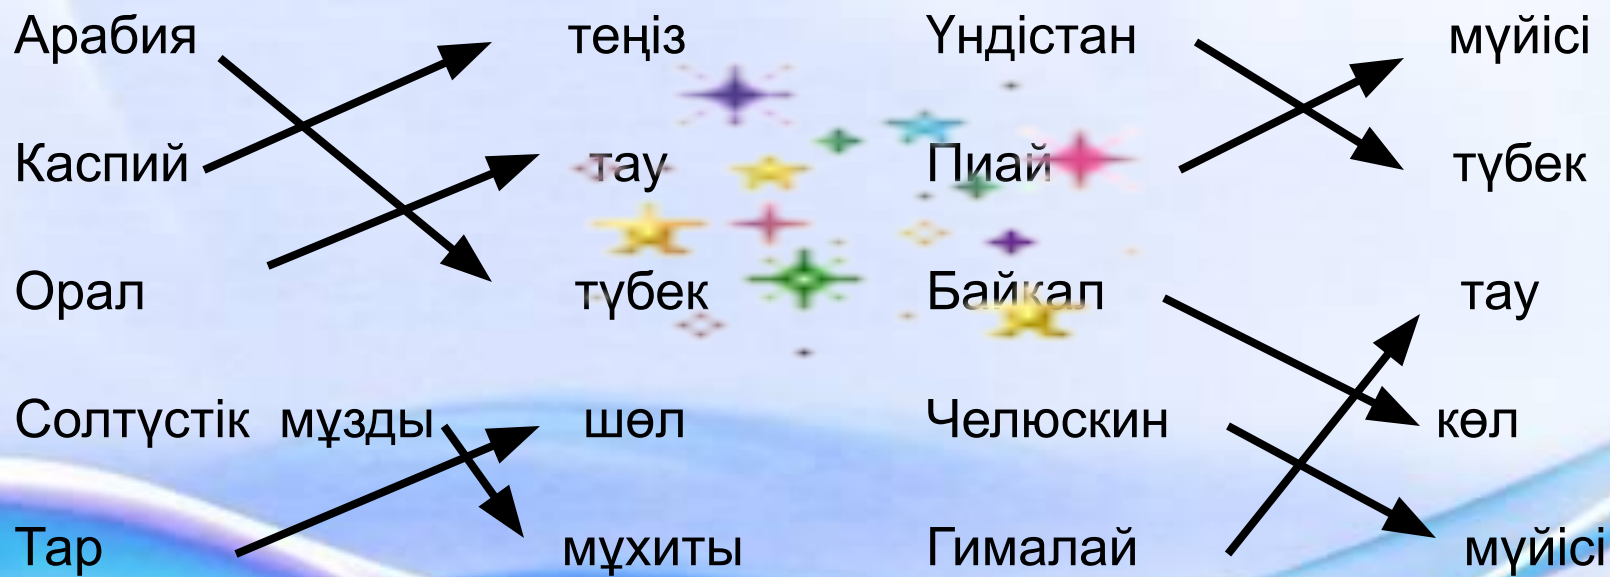 Арабия теңіз Үндістан мүйісі
Каспий тау Пиай түбек
Орал түбек Байкал тау
Солтүстік мұзды шөл Челюскин көл
Тар мұхиты Гималай мүйісі